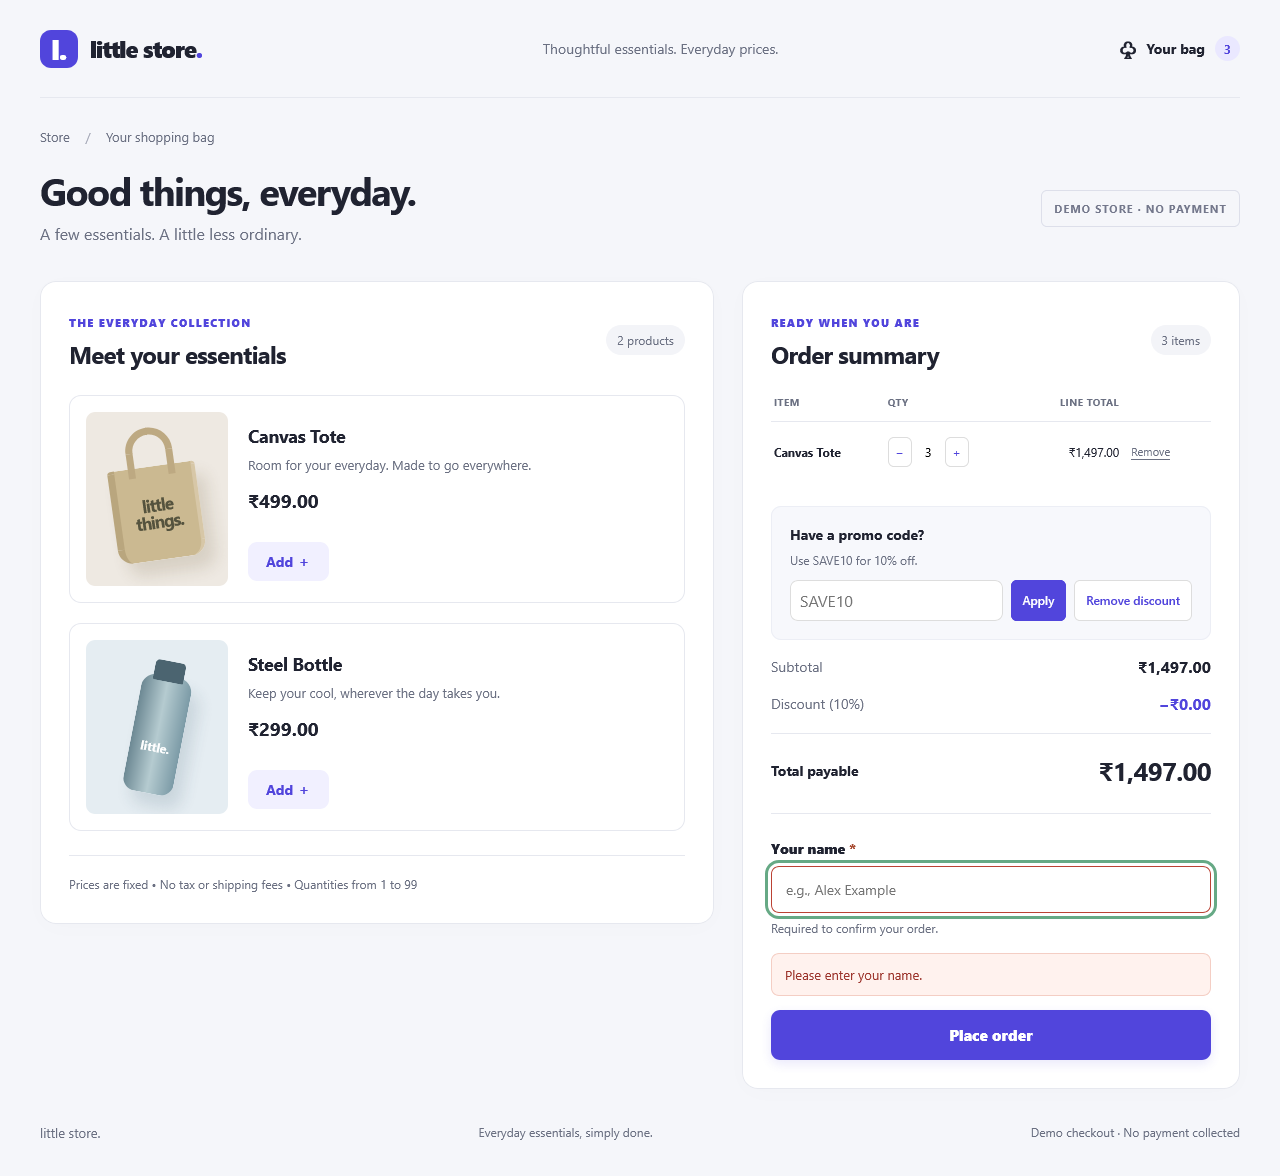 l.
little store.
Thoughtful essentials. Everyday prices.
Your bag 3
Store / Your shopping bag
Good things, everyday.
A few essentials. A little less ordinary.
DEMO STORE · NO PAYMENT
THE EVERYDAY COLLECTION
Meet your essentials
2 products
little
things.
Canvas Tote
Room for your everyday. Made to go everywhere.
₹499.00
Add +
little.
Steel Bottle
Keep your cool, wherever the day takes you.
₹299.00
Add +
Prices are fixed • No tax or shipping fees • Quantities from 1 to 99
READY WHEN YOU ARE
Order summary
3 items
ITEM QTY LINE TOTAL
Canvas Tote − 3 + ₹1,497.00 Remove
Have a promo code?
Use SAVE10 for 10% off.
SAVE10 Apply Remove discount
Subtotal ₹1,497.00
Discount (10%) −₹0.00
Total payable ₹1,497.00
Your name *
e.g., Alex Example
Required to confirm your order.
Please enter your name.
Place order
little store.
Everyday essentials, simply done.
Demo checkout · No payment collected